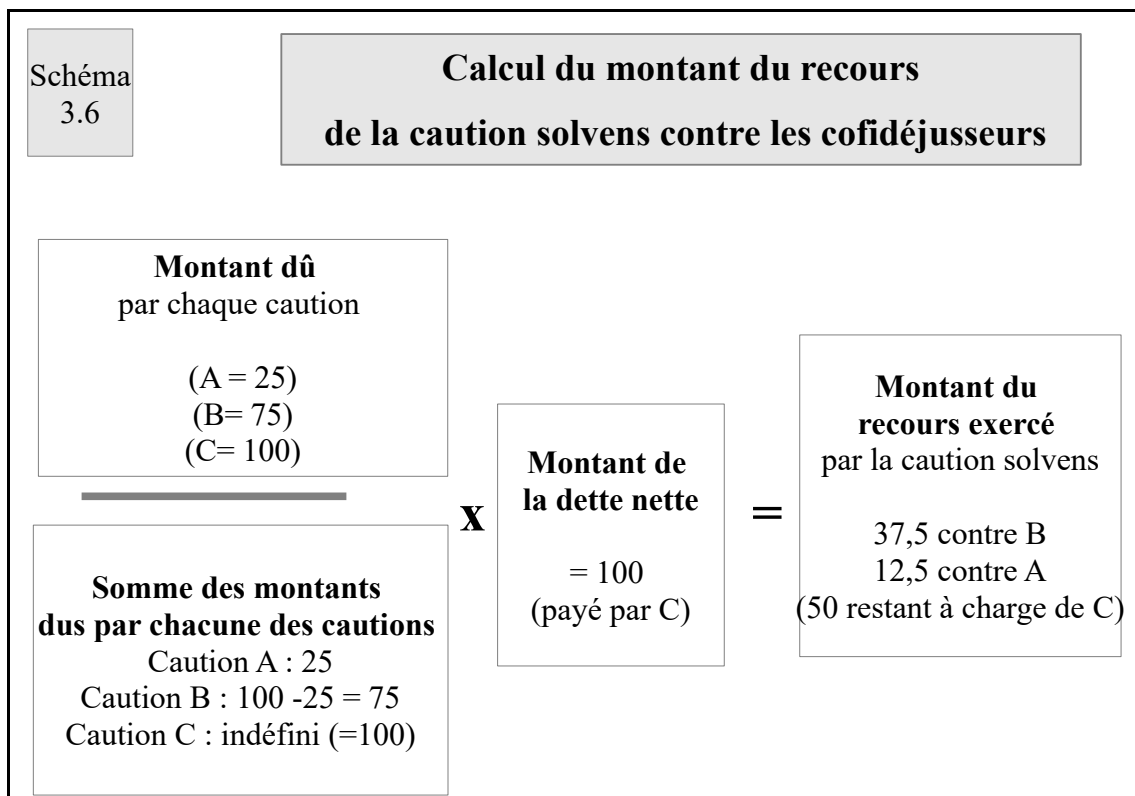 Schéma
3.6
Calcul du montant du recours
de la caution solvens contre les cofidéjusseurs
Montant dû
par chaque caution
(A = 25)
(B= 75)
(C= 100)
Somme des montants
dus par chacune des cautions
Caution A : 25
Caution B : 100 -25 = 75
Caution C : indéfini (=100)
x
Montant de
la dette nette
= 100
(payé par C)
=
Montant du
recours exercé
par la caution solvens
37,5 contre B
12,5 contre A
(50 restant à charge de C)